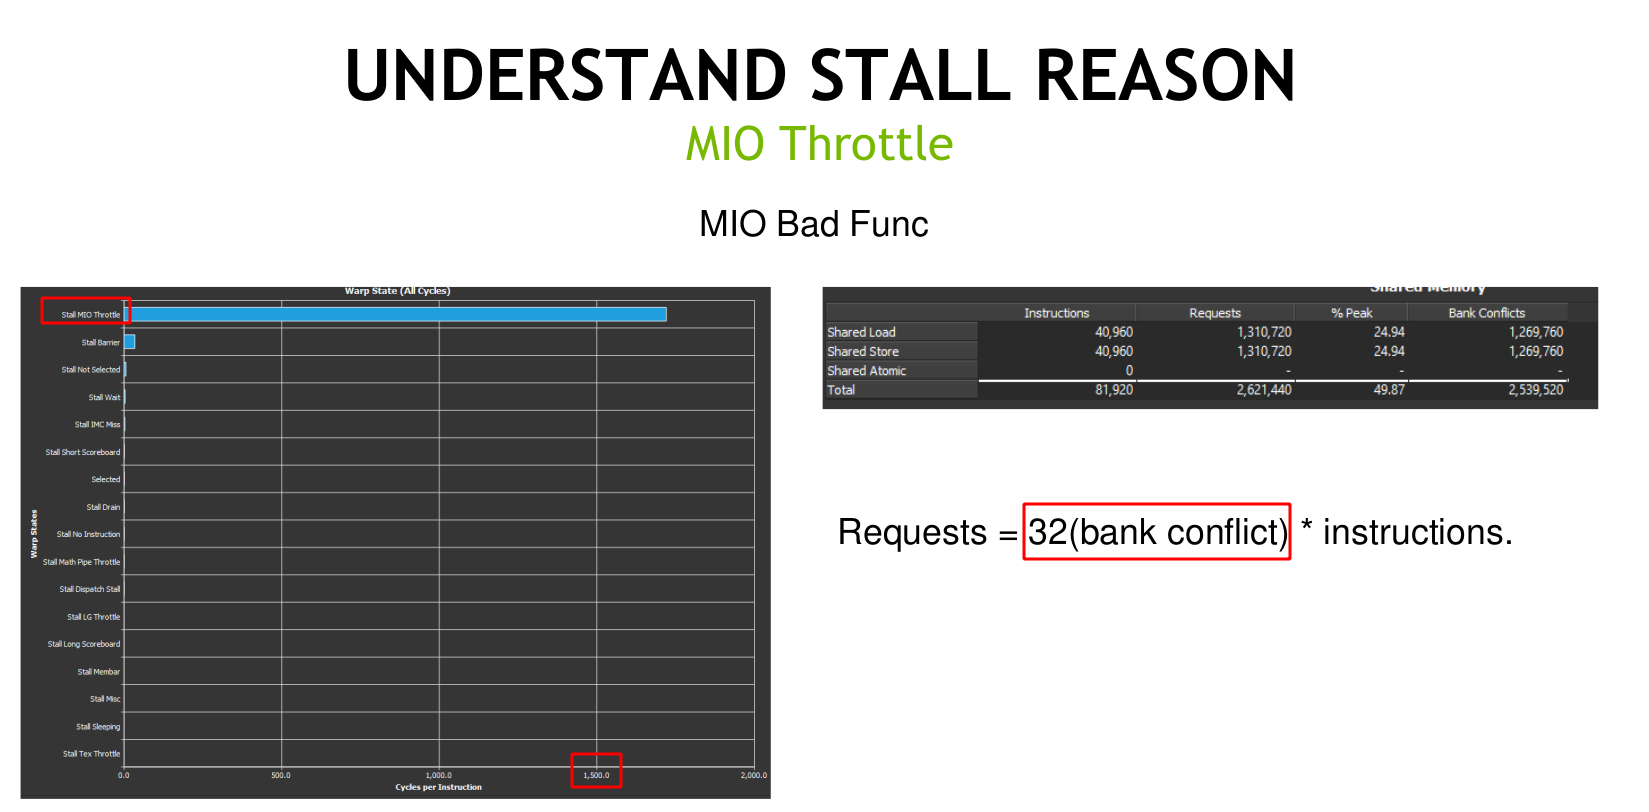 UNDERSTAND STALL REASON
MIO Throttle
MIO Bad Func
Warp State (All Cycles)
Stall MIO Throttle
Stall Barrier
Stall Not Selected
Stall Wait
Stall IMC Miss
Stall Short Scoreboard
Selected
Stall Drain
Stall No Instruction
Stall Math Pipe Throttle
Stall Dispatch Stall
Stall LG Throttle
Stall Long Scoreboard
Stall Membar
Stall Misc
Stall Sleeping
Stall Tex Throttle
Warp States
0.0 500.0 1,000.0 1,500.0 2,000.0
Cycles per Instruction
Shared Memory
Instructions Requests % Peak Bank Conflicts
Shared Load 40,960 1,310,720 24.94 1,269,760
Shared Store 40,960 1,310,720 24.94 1,269,760
Shared Atomic 0 - - -
Total 81,920 2,621,440 49.87 2,539,520
Requests = 32(bank conflict) * instructions.